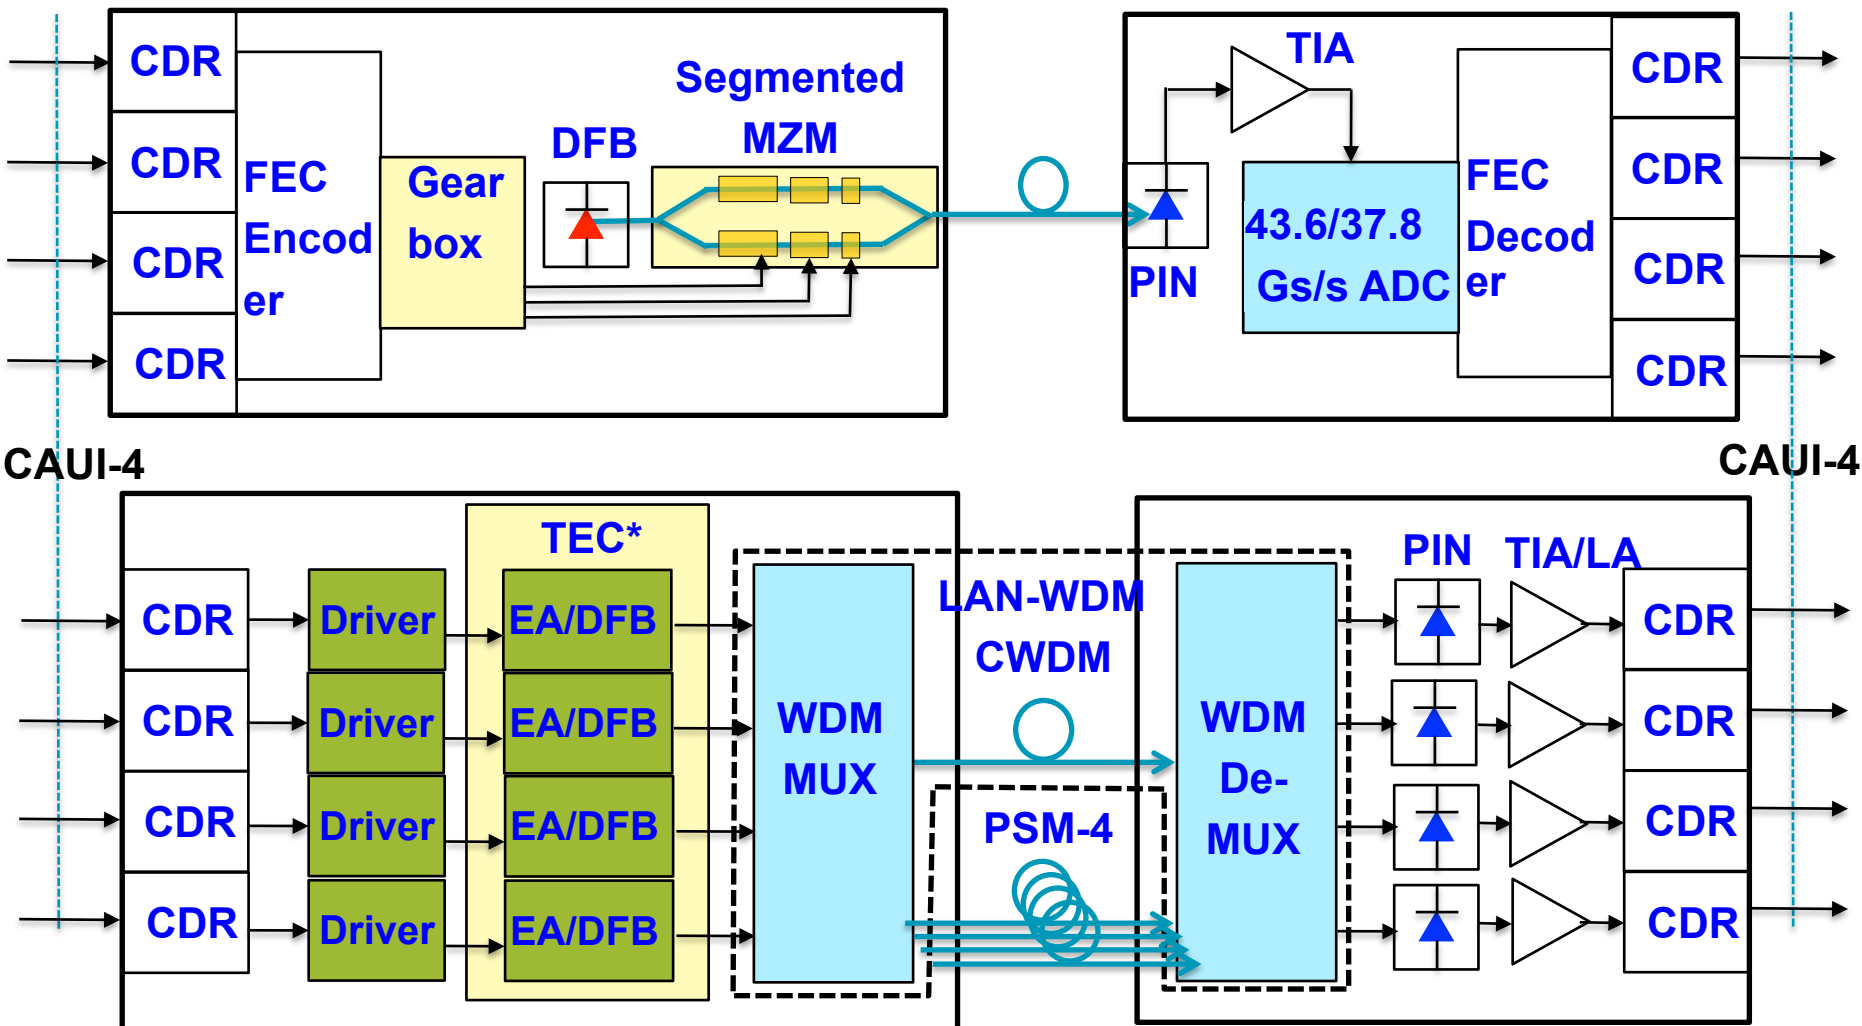 CDR
CDR
CDR
CDR
FEC
Encod
er
Gear
box
DFB
Segmented
MZM
PIN
TIA
43.6/37.8
Gs/s ADC
FEC
Decod
er
CDR
CDR
CDR
CDR
CAUI-4
CAUI-4
CDR
CDR
CDR
CDR
Driver
Driver
Driver
Driver
TEC*
EA/DFB
EA/DFB
EA/DFB
EA/DFB
WDM
MUX
LAN-WDM
CWDM
PSM-4
WDM
De-
MUX
PIN
TIA/LA
CDR
CDR
CDR
CDR